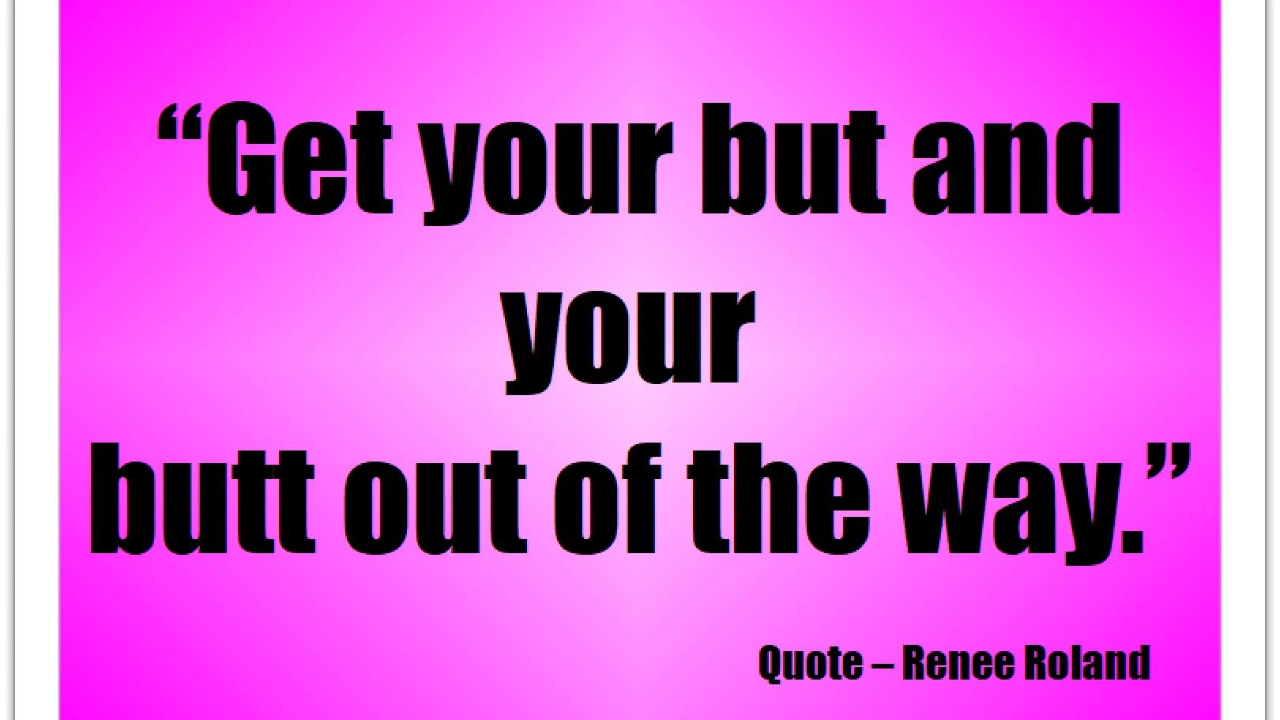 “Get your but and
your
butt out of the way.”
Quote – Renee Roland